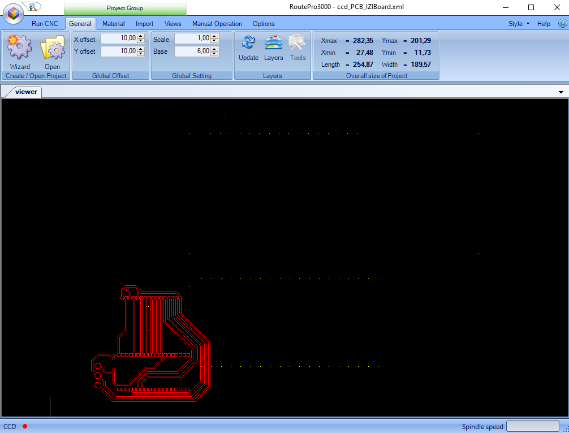 Project Group
RoutePro3000 - ccd_PCB_IZIBoard.xml
Run CNC General Material Import Views Manual Operation Options Style Help
X offset 10,00 Scale 1,00 Xmax = 282,35 Ymax = 201,29
Y offset 10,00 Base 6,00 Xmin = 27,48 Ymin = 11,73
Wizard Open Update Layers Tools Length = 254,87 Width = 189,57
Create / Open Project Global Offset Global Setting Layers Overall size of Project
viewer
CCD Spindle speed